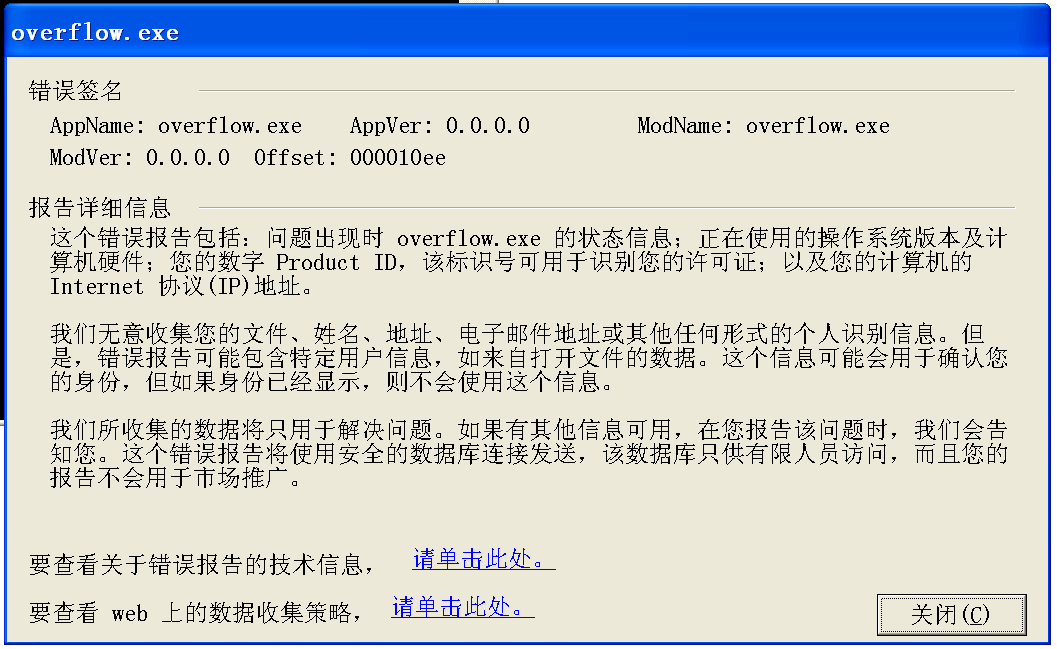 overflow.exe
错误签名
AppName: overflow.exe AppVer: 0.0.0.0 ModName: overflow.exe
ModVer: 0.0.0.0 Offset: 000010ee
报告详细信息
这个错误报告包括: 问题出现时 overflow.exe 的状态信息; 正在使用的操作系统版本及计
算机硬件; 您的数字 Product ID, 该标识号可用于识别您的许可证; 以及您的计算机的
Internet 协议(IP)地址。
我们无意收集您的文件、姓名、地址、电子邮件地址或其他任何形式的个人识别信息。但
是, 错误报告可能包含特定用户信息, 如来自打开文件的数据。这个信息可能会用于确认您
的身份, 但如果身份已经显示, 则不会使用这个信息。
我们所收集的数据将只用于解决问题。如果有其他信息可用, 在您报告该问题时, 我们会告
知您。这个错误报告将使用安全的数据库连接发送, 该数据库只供有限人员访问, 而且您的
报告不会用于市场推广。
要查看关于错误报告的技术信息, 请单击此处。
要查看 web 上的数据收集策略, 请单击此处。
关闭(C)